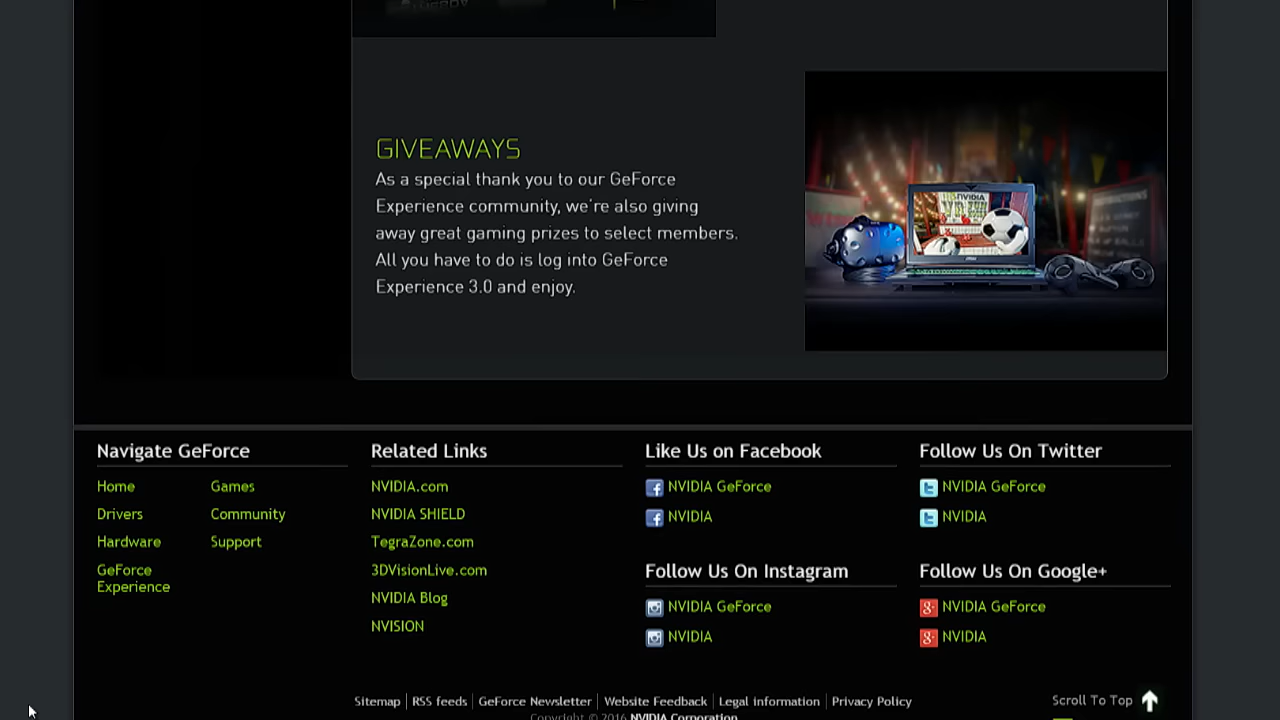 GIVEAWAYS
As a special thank you to our GeForce
Experience community, we're also giving
away great gaming prizes to select members.
All you have to do is log into GeForce
Experience 3.0 and enjoy.
NVIDIA
Navigate GeForce
Home
Games
Drivers
Community
Hardware
Support
GeForce
Experience
Related Links
NVIDIA.com
NVIDIA SHIELD
TegraZone.com
3DVisionLive.com
NVIDIA Blog
NVISION
Like Us on Facebook
NVIDIA GeForce
NVIDIA
Follow Us On Twitter
NVIDIA GeForce
NVIDIA
Follow Us On Instagram
NVIDIA GeForce
NVIDIA
Follow Us On Google+
NVIDIA GeForce
NVIDIA
Sitemap | RSS feeds | GeForce Newsletter | Website Feedback | Legal information | Privacy Policy
Scroll To Top
Copyright © 2016 NVIDIA Corporation